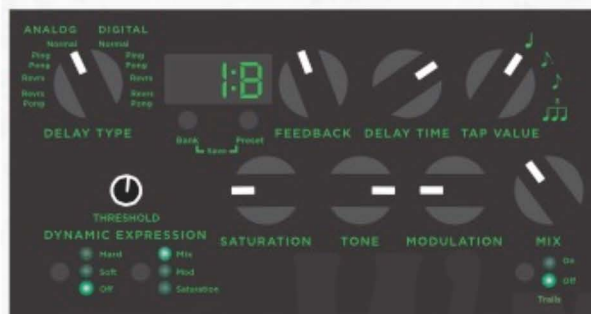 ANALOG DIGITAL
Normal Normal
Ping Pong Ping Pong
Revrs Revrs
Revrs Pong Revrs Pong
DELAY TYPE
1:B
Bank Preset
Save
FEEDBACK DELAY TIME TAP VALUE
3
THRESHOLD
DYNAMIC EXPRESSION
SATURATION TONE MODULATION MIX
Hard Mix
Soft Mod
Off Saturation
On
Off
Trails